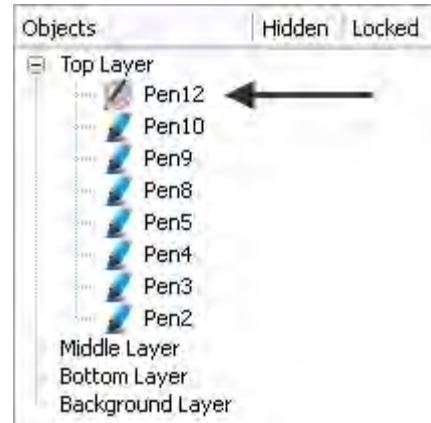 Objects Hidden Locked
Top Layer
Pen12
Pen10
Pen9
Pen8
Pen5
Pen4
Pen3
Pen2
Middle Layer
Bottom Layer
Background Layer